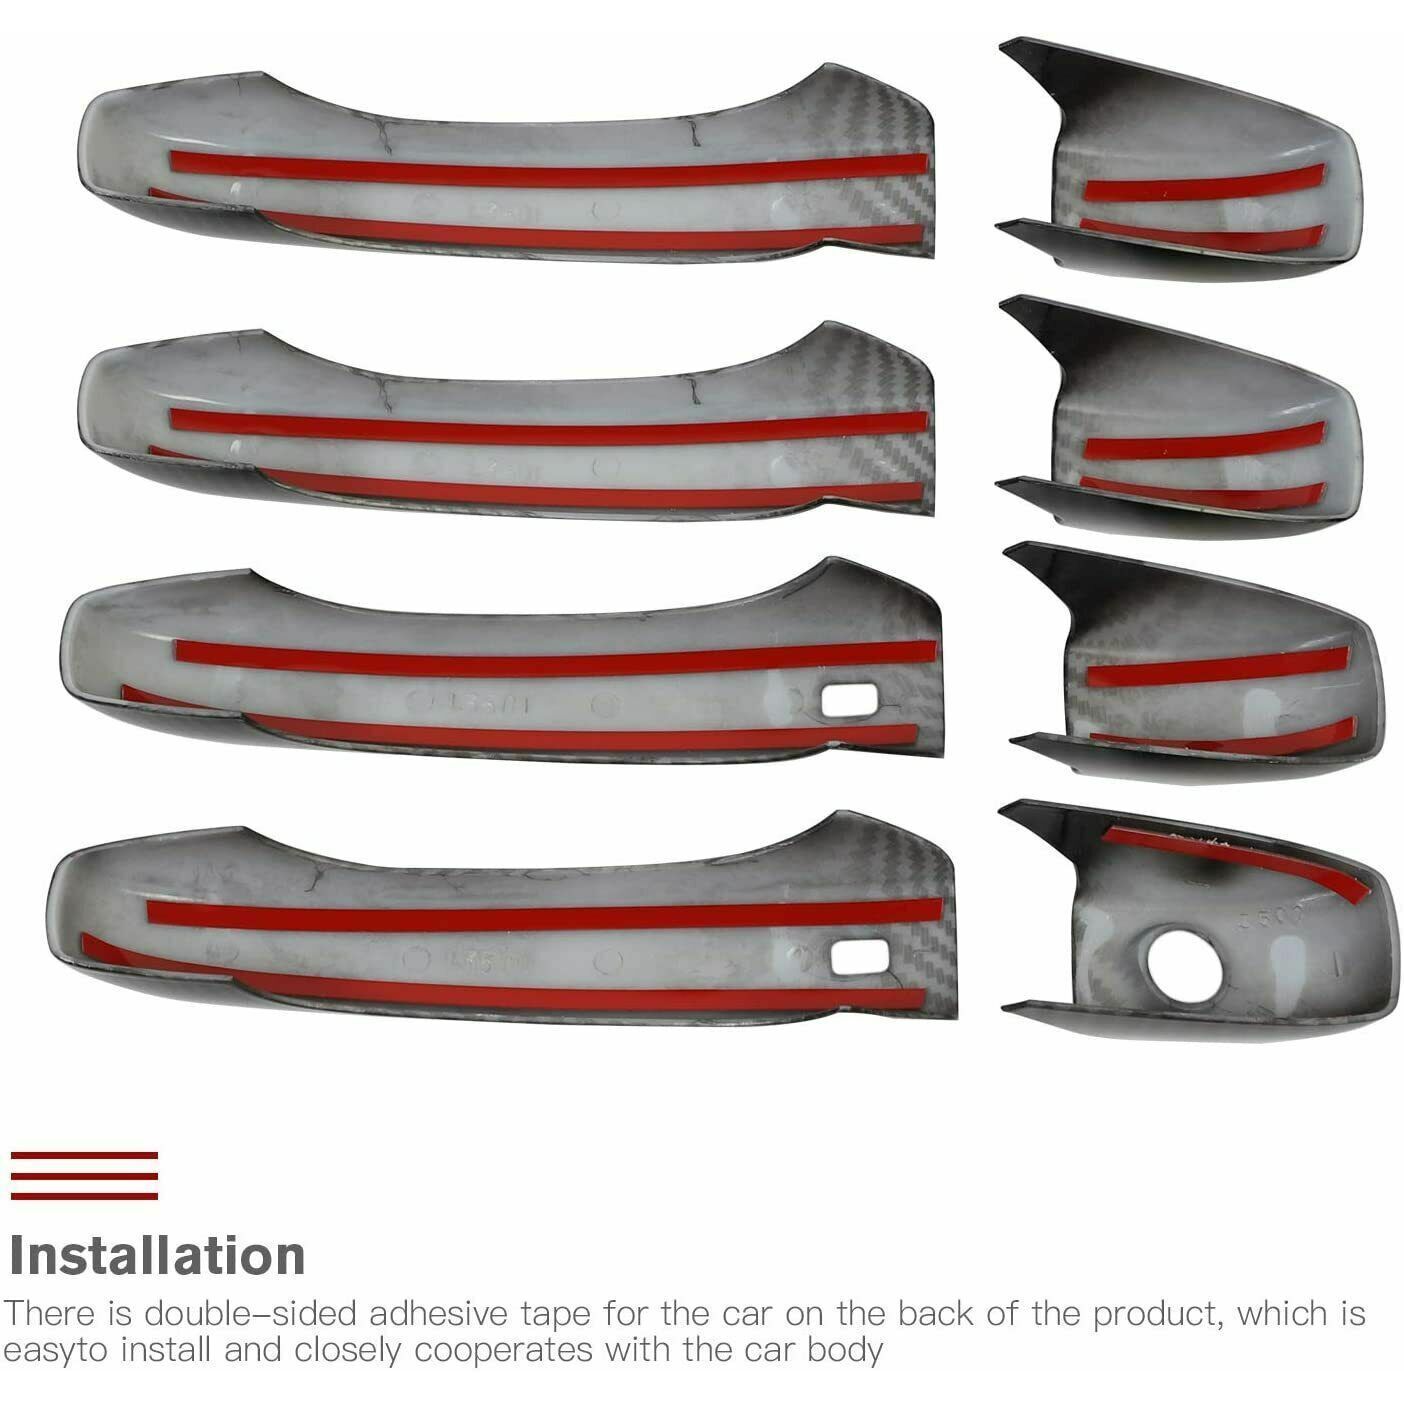 Installation
There is double-sided adhesive tape for the car on the back of the product, which is
easyto install and closely cooperates with the car body